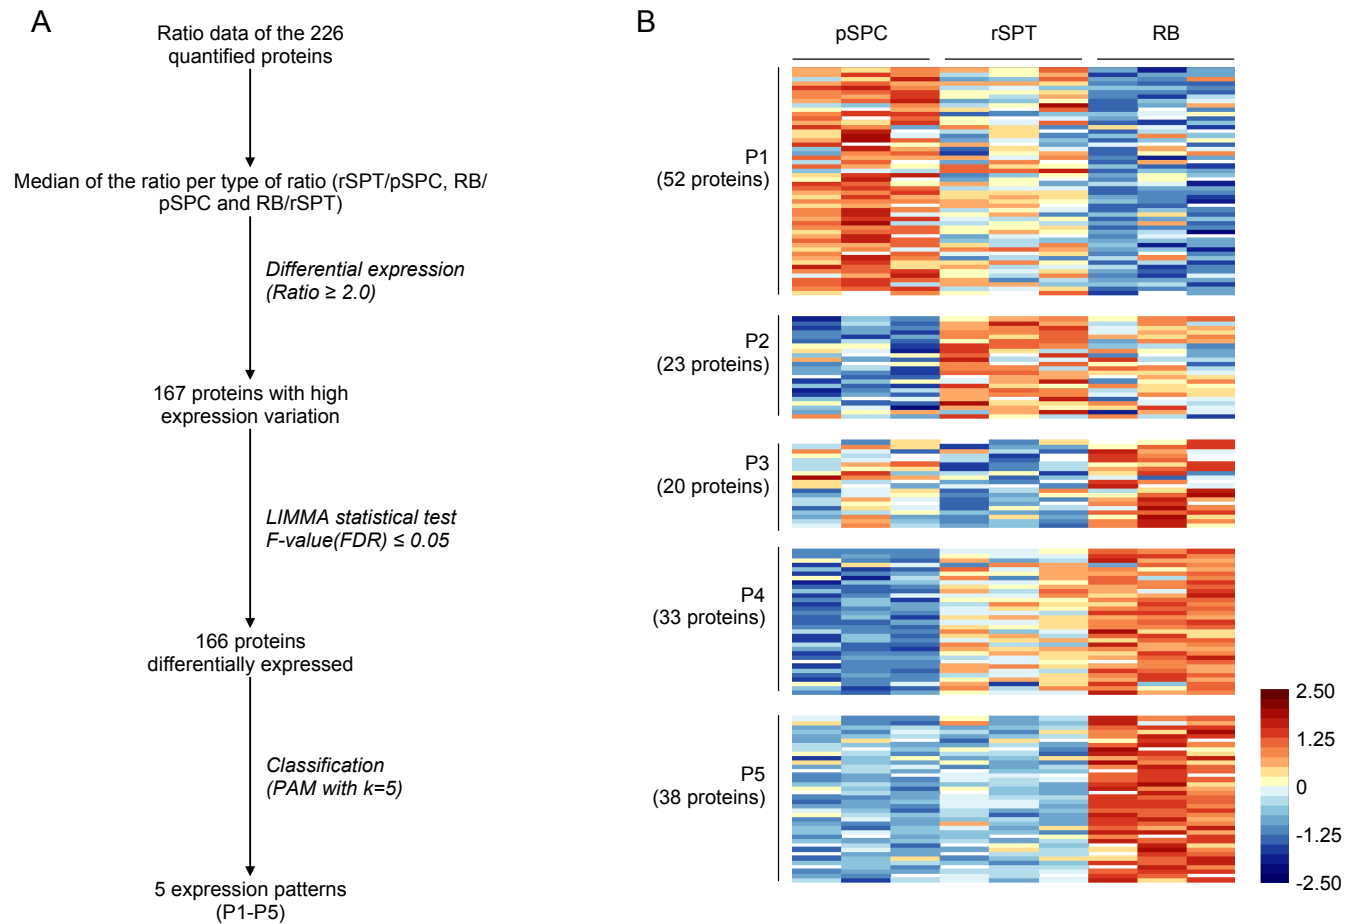 A
Ratio data of the 226
quantified proteins
Median of the ratio per type of ratio (rSPT/pSPC, RB/
pSPC and RB/rSPT)
Differential expression
(Ratio ≥ 2.0)
167 proteins with high
expression variation
LIMMA statistical test
F-value(FDR) ≤ 0.05
166 proteins
differentially expressed
Classification
(PAM with k=5)
5 expression patterns
(P1-P5)
B
pSPC rSPT RB
P1
(52 proteins)
P2
(23 proteins)
P3
(20 proteins)
P4
(33 proteins)
P5
(38 proteins)
2.50
1.25
0
-1.25
-2.50